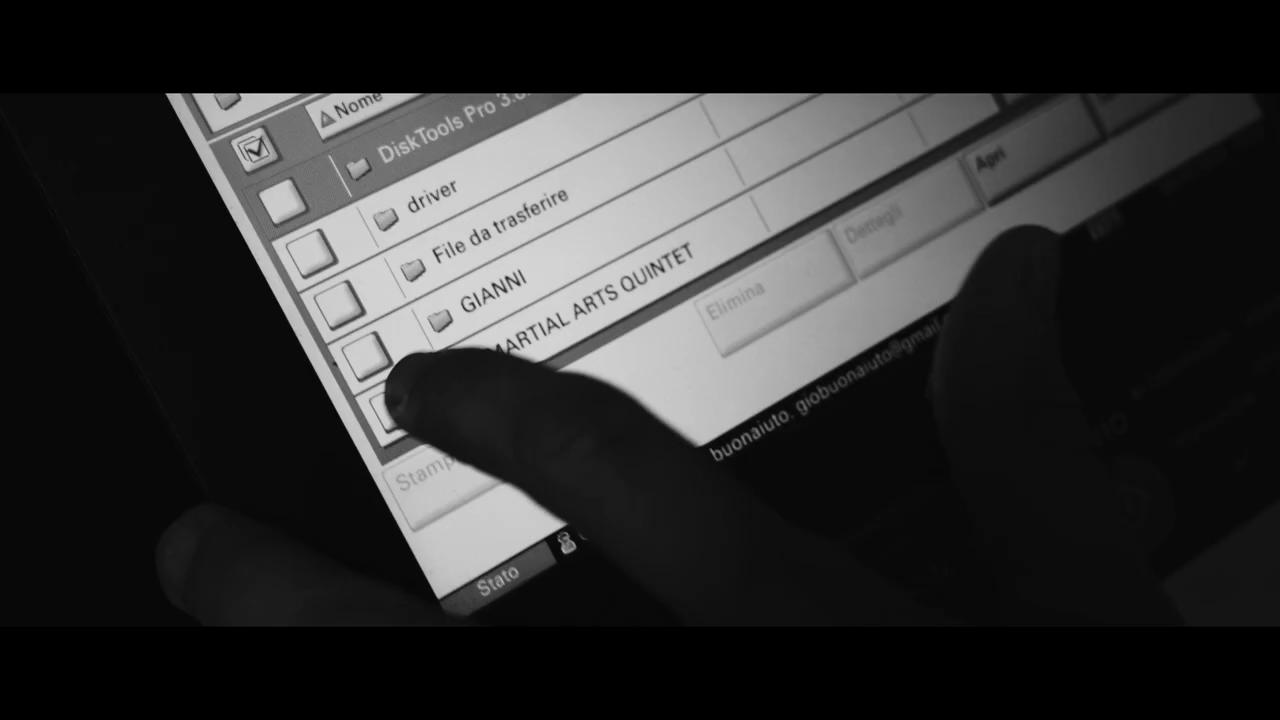 Nome
DiskTools Pro 3.
driver
File da trasferire
GIANNI
MARTIAL ARTS QUINTET
Elimina
Dettagli
Apri
Stamp
buonaiuto. giobuonaiuto@gmail.
Stato